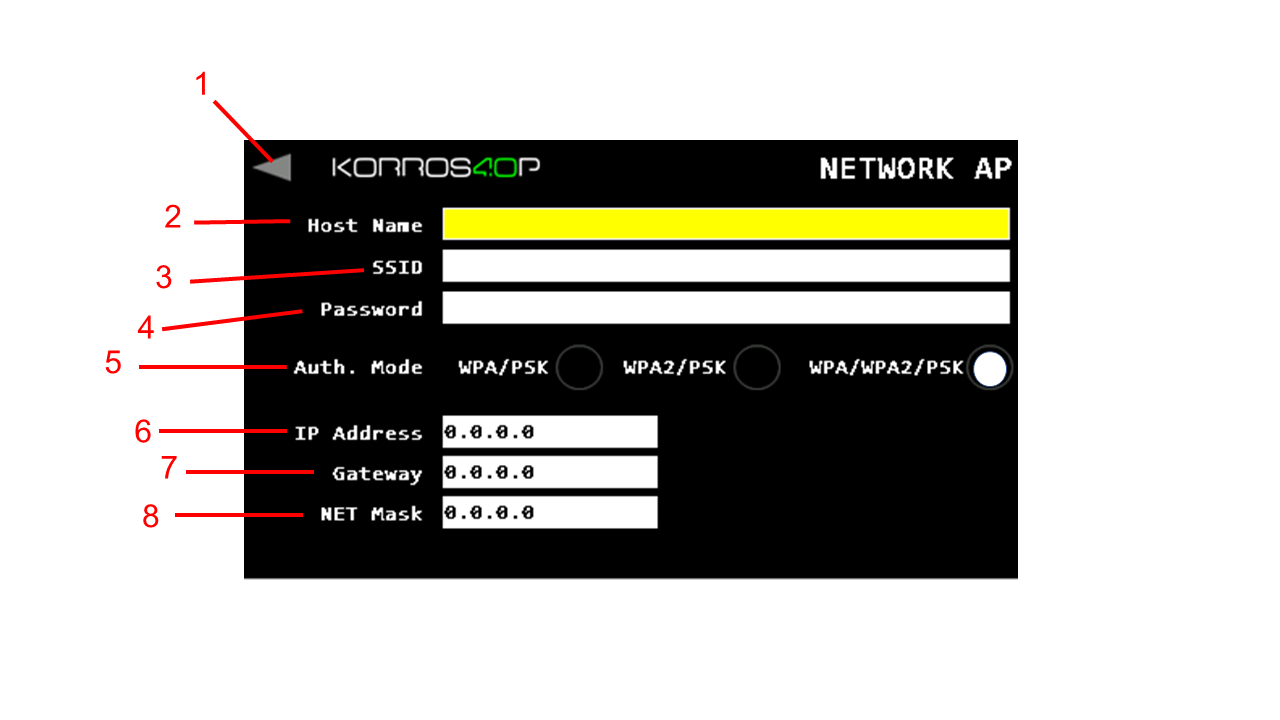 1
KORROS4.0P
NETWORK AP
2
Host Name
3
SSID
4
Password
5
Auth. Mode WPA/PSK WPA2/PSK WPA/WPA2/PSK
6
IP Address 0.0.0.0
7
Gateway 0.0.0.0
8
NET Mask 0.0.0.0